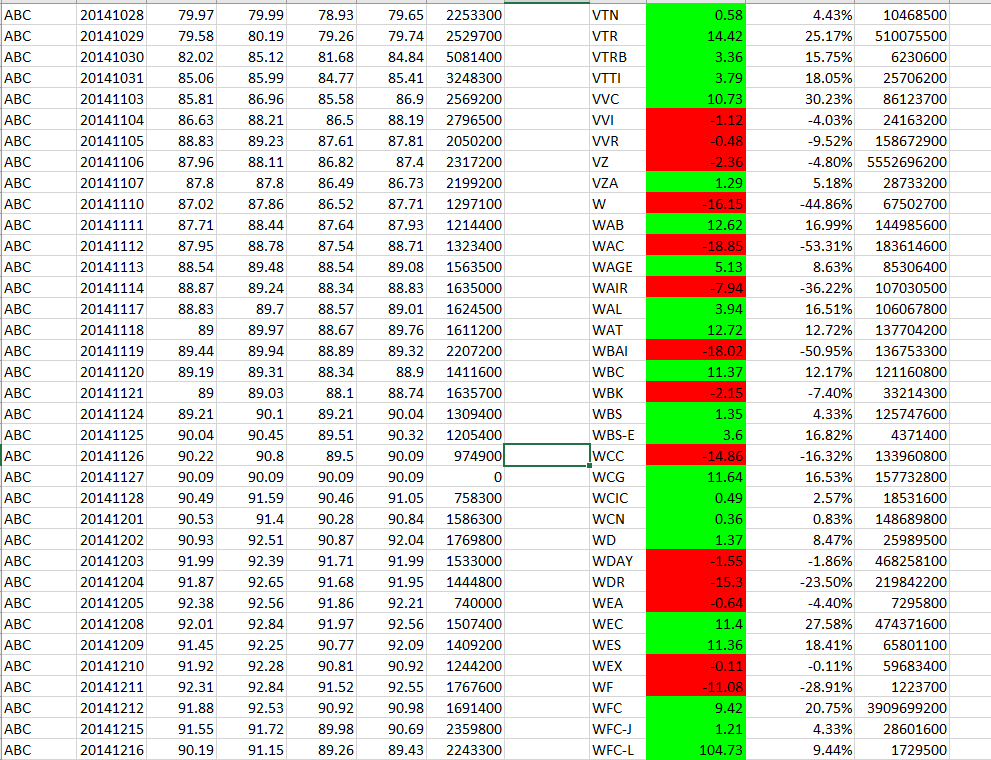 ABC 20141028 79.97 79.99 78.93 79.65 2253300 VTN 0.58 4.43% 10468500
ABC 20141029 79.58 80.19 79.26 79.74 2529700 VTR 14.42 25.17% 510075500
ABC 20141030 82.02 85.12 81.68 84.84 5081400 VTRB 3.36 15.75% 6230600
ABC 20141031 85.06 85.99 84.77 85.41 3248300 VTTI 3.79 18.05% 25706200
ABC 20141103 85.81 86.96 85.58 86.9 2569200 VVC 10.73 30.23% 86123700
ABC 20141104 86.63 88.21 86.5 88.19 2796500 VVI -1.12 -4.03% 24163200
ABC 20141105 88.83 89.23 87.61 87.81 2050200 VVR -0.48 -9.52% 158672900
ABC 20141106 87.96 88.11 86.82 87.4 2317200 VZ -2.36 -4.80% 5552696200
ABC 20141107 87.8 87.8 86.49 86.73 2199200 VZA 1.29 5.18% 28733200
ABC 20141110 87.02 87.86 86.52 87.71 1297100 W -16.15 -44.86% 67502700
ABC 20141111 87.71 88.44 87.64 87.93 1214400 WAB 12.62 16.99% 144985600
ABC 20141112 87.95 88.78 87.54 88.71 1323400 WAC -18.85 -53.31% 183614600
ABC 20141113 88.54 89.48 88.54 89.08 1563500 WAGE 5.13 8.63% 85306400
ABC 20141114 88.87 89.24 88.34 88.83 1635000 WAIR -7.94 -36.22% 107030500
ABC 20141117 88.83 89.7 88.57 89.01 1624500 WAL 3.94 16.51% 106067800
ABC 20141118 89 89.97 88.67 89.76 1611200 WAT 12.72 12.72% 137704200
ABC 20141119 89.44 89.94 88.89 89.32 2207200 WBAI -18.02 -50.95% 136753300
ABC 20141120 89.19 89.31 88.34 88.9 1411600 WBC 11.37 12.17% 121160800
ABC 20141121 89 89.03 88.1 88.74 1635700 WBK -2.15 -7.40% 33214300
ABC 20141124 89.21 90.1 89.21 90.04 1309400 WBS 1.35 4.33% 125747600
ABC 20141125 90.04 90.45 89.51 90.32 1205400 WBS-E 3.6 16.82% 4371400
ABC 20141126 90.22 90.8 89.5 90.09 974900 WCC -14.86 -16.32% 133960800
ABC 20141127 90.09 90.09 90.09 90.09 0 WCG 11.64 16.53% 157732800
ABC 20141128 90.49 91.59 90.46 91.05 758300 WCIC 0.49 2.57% 18531600
ABC 20141201 90.53 91.4 90.28 90.84 1586300 WCN 0.36 0.83% 148689800
ABC 20141202 90.93 92.51 90.87 92.04 1769800 WD 1.37 8.47% 25989500
ABC 20141203 91.99 92.39 91.71 91.99 1533000 WDAY -1.55 -1.86% 468258100
ABC 20141204 91.87 92.65 91.68 91.95 1444800 WDR -15.3 -23.50% 219842200
ABC 20141205 92.38 92.56 91.86 92.21 740000 WEA -0.64 -4.40% 7295800
ABC 20141208 92.01 92.84 91.97 92.56 1507400 WEC 11.4 27.58% 474371600
ABC 20141209 91.45 92.25 90.77 92.09 1409200 WES 11.36 18.41% 65801100
ABC 20141210 91.92 92.28 90.81 90.92 1244200 WEX -0.11 -0.11% 59683400
ABC 20141211 92.31 92.84 91.52 92.55 1767600 WF -11.08 -28.91% 1223700
ABC 20141212 91.88 92.53 90.92 90.98 1691400 WFC 9.42 20.75% 3909699200
ABC 20141215 91.55 91.72 89.98 90.69 2359800 WFC-J 1.21 4.33% 28601600
ABC 20141216 90.19 91.15 89.26 89.43 2243300 WFC-L 104.73 9.44% 1729500